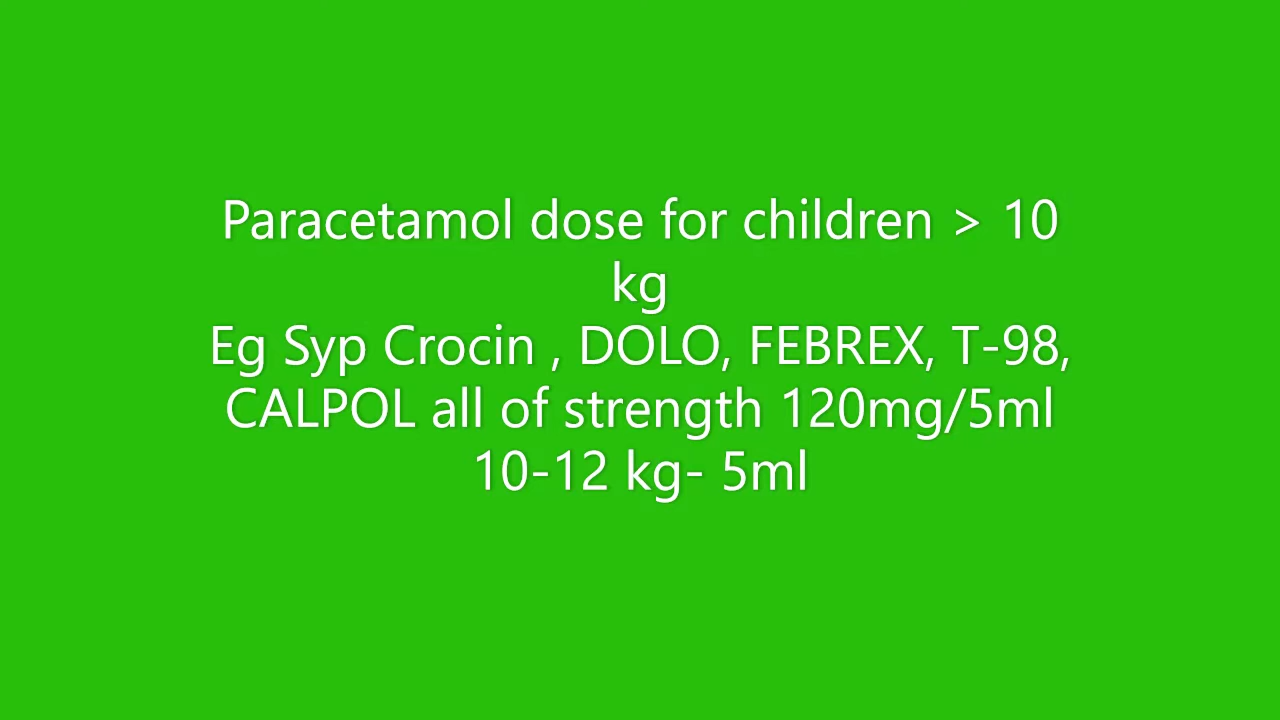 Paracetamol dose for children > 10
kg
Eg Syp Crocin , DOLO, FEBREX, T-98,
CALPOL all of strength 120mg/5ml
10-12 kg- 5ml